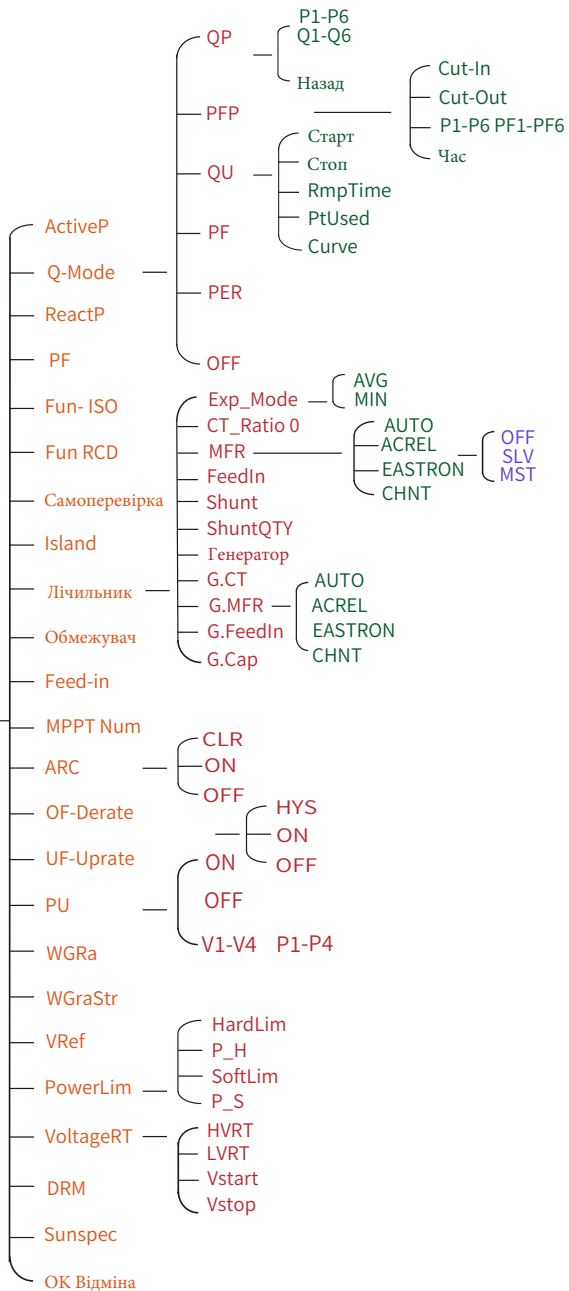 QP
P1-P6
Q1-Q6
Назад
PFP
Cut-In
Cut-Out
P1-P6 PF1-PF6
Час
QU
Старт
Стоп
RmpTime
PtUsed
Curve
PF
PER
OFF
ActiveP
Q-Mode
ReactP
PF
Fun- ISO
Fun RCD
Самоперевірка
Island
Лічильник
Обмежувач
Feed-in
MPPT Num
ARC
OF-Derate
UF-Uprate
PU
WGRa
WGraStr
VRef
PowerLim
VoltageRT
DRM
Sunspec
ОК Відміна
Exp_Mode
AVG
MIN
CT_Ratio 0
MFR
AUTO
ACREL
EASTRON
CHNT
OFF
SLV
MST
FeedIn
Shunt
ShuntQTY
Генератор
G.CT
G.MFR
AUTO
ACREL
EASTRON
CHNT
G.FeedIn
G.Cap
CLR
ON
OFF
HYS
ON
OFF
ON
OFF
V1-V4 P1-P4
HardLim
P_H
SoftLim
P_S
HVRT
LVRT
Vstart
Vstop